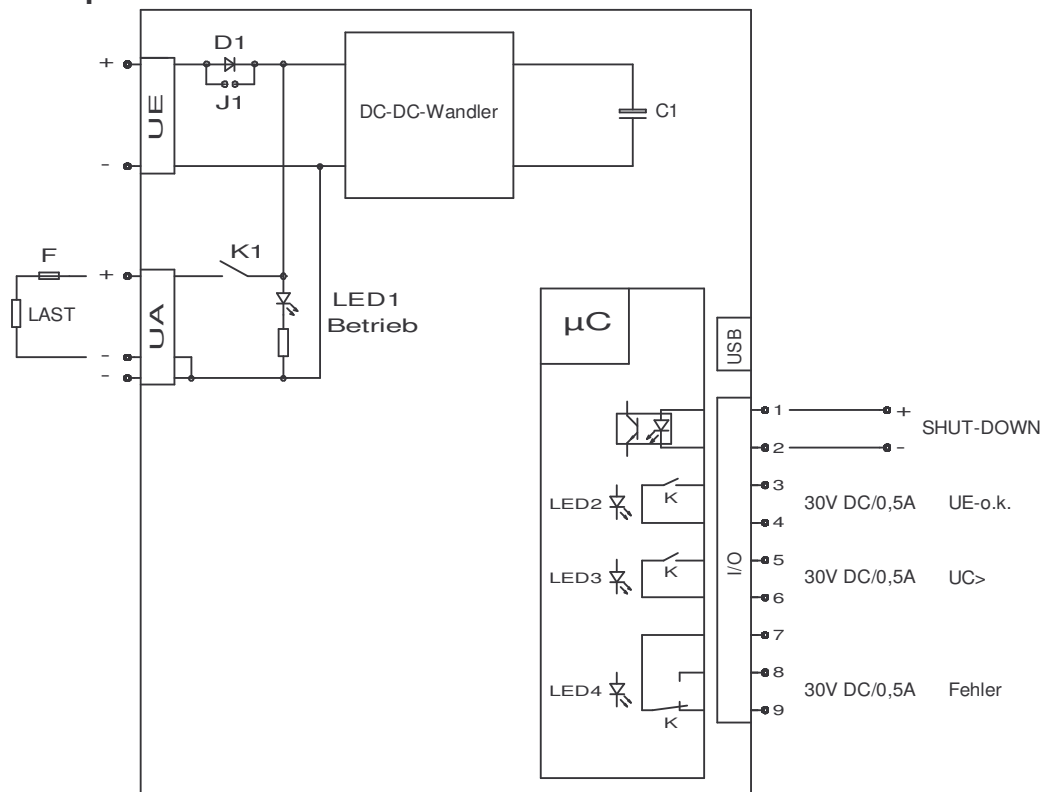 D1
+
J1
UE
-
DC-DC-Wandler
C1
F
+
K1
LAST
UA
LED1
Betrieb
-
-
µC
USB
1
+
SHUT-DOWN
2
-
3
LED2
K
30V DC/0,5A
UE-o.k.
4
I/O
5
LED3
K
30V DC/0,5A
UC>
6
7
8
LED4
30V DC/0,5A
Fehler
9
K